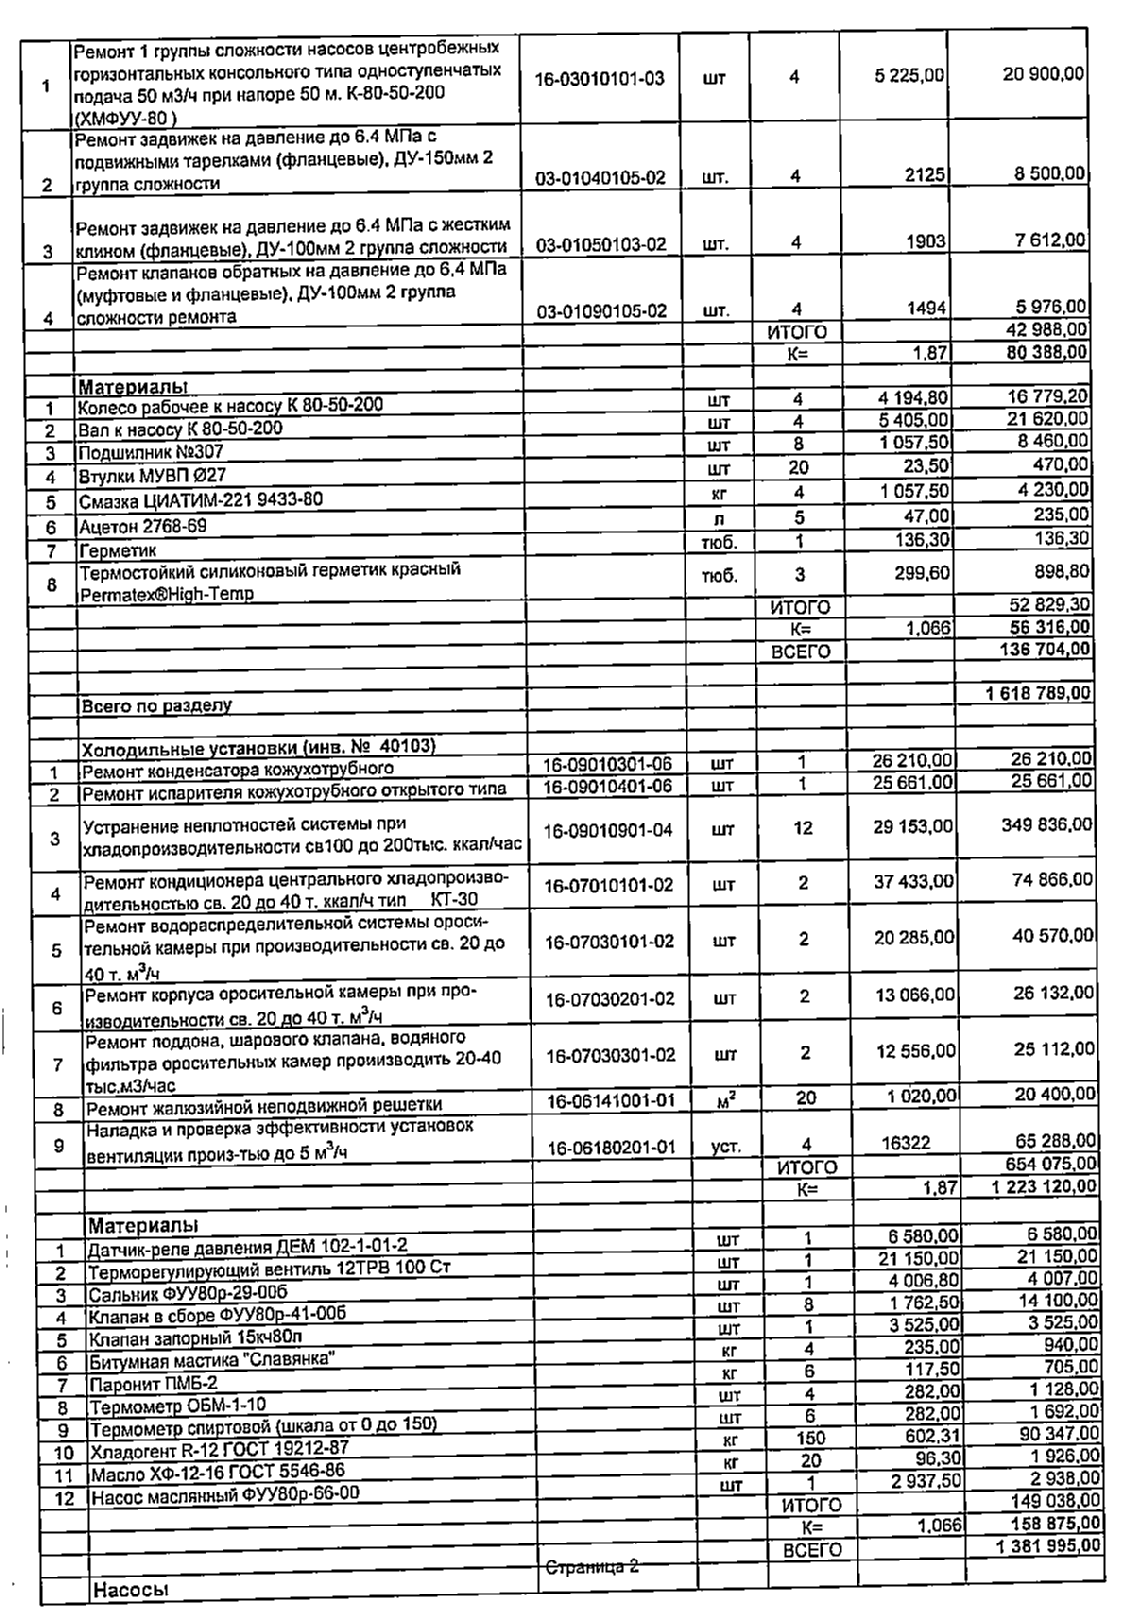 Ремонт 1 группы сложности насосов центробежных
горизонтальных консольного типа одноступенчатых
1 подача 50 м3/ч при напоре 50 м. К-80-50-200 16-03010101-03 шт 4 5 225,00 20 900,00
(ХМФУУ-80 )
Ремонт задвижек на давление до 6.4 МПа с
подвижными тарелками (фланцевые), ДУ-150мм 2
2 группа сложности 03-01040105-02 шт. 4 2125 8 500,00
Ремонт задвижек на давление до 6.4 МПа с жестким
3 клином (фланцевые), ДУ-100мм 2 группа сложности 03-01050103-02 шт. 4 1903 7 612,00
Ремонт клапанов обратных на давление до 6,4 МПа
(муфтовые и фланцевые), ДУ-100мм 2 группа
4 сложности ремонта 03-01090105-02 шт. 4 1494 5 976,00
ИТОГО 42 988,00
К= 1,87 80 388,00
Материалы
1 Колесо рабочее к насосу К 80-50-200 шт 4 4 194,80 16 779,20
2 Вал к насосу К 80-50-200 шт 4 5 405,00 21 620,00
3 Подшипник №307 шт 8 1 057,50 8 460,00
4 Втулки МУВП Ø27 шт 20 23,50 470,00
5 Смазка ЦИАТИМ-221 9433-80 кг 4 1 057,50 4 230,00
6 Ацетон 2768-69 л 5 47,00 235,00
7 Герметик тюб. 1 136,30 136,30
8 Термостойкий силиконовый герметик красный тюб. 3 299,60 898,80
Permatex®High-Temp
ИТОГО 52 829,30
К= 1,066 56 316,00
ВСЕГО 136 704,00
Всего по разделу 1 618 789,00
Холодильные установки (инв. № 40103)
1 Ремонт конденсатора кожухотрубного 16-09010301-06 шт 1 26 210,00 26 210,00
2 Ремонт испарителя кожухотрубного открытого типа 16-09010401-06 шт 1 25 661.00 25 661,00
3 Устранение неплотностей системы при 16-09010901-04 шт 12 29 153,00 349 836,00
хладопроизводительности св100 до 200тыс. ккал/час
4 Ремонт кондиционера центрального хладопроизво- 16-07010101-02 шт 2 37 433,00 74 866,00
дительностью св. 20 до 40 т. ккал/ч тип КТ-30
Ремонт водораспределительной системы ороси-
5 тельной камеры при производительности св. 20 до 16-07030101-02 шт 2 20 285,00 40 570,00
40 т. м³/ч
6 Ремонт корпуса оросительной камеры при про- 16-07030201-02 шт 2 13 066,00 26 132,00
изводительности св. 20 до 40 т. м³/ч
Ремонт поддона, шарового клапана, водяного
7 фильтра оросительных камер проиизводить 20-40 16-07030301-02 шт 2 12 556,00 25 112,00
тыс.м3/час
8 Ремонт жалюзийной неподвижной решетки 16-06141001-01 м² 20 1 020,00 20 400,00
Наладка и проверка эффективности установок
9 вентиляции произ-тью до 5 м³/ч 16-06180201-01 уст. 4 16322 65 288,00
ИТОГО 654 075,00
К= 1,87 1 223 120,00
Материалы
1 Датчик-реле давления ДЕМ 102-1-01-2 шт 1 6 580,00 6 580,00
2 Терморегулирующий вентиль 12ТРВ 100 Ст шт 1 21 150,00 21 150,00
3 Сальник ФУУ80р-29-00б шт 1 4 006,80 4 007,00
4 Клапан в сборе ФУУ80р-41-00б шт 8 1 762,50 14 100,00
5 Клапан запорный 15кч80п шт 1 3 525,00 3 525,00
6 Битумная мастика "Славянка" кг 4 235,00 940,00
7 Паронит ПМБ-2 кг 6 117,50 705,00
8 Термометр ОБМ-1-10 шт 4 282,00 1 128,00
9 Термометр спиртовой (шкала от 0 до 150) шт 6 282,00 1 692,00
10 Хладогент R-12 ГОСТ 19212-87 кг 150 602,31 90 347,00
11 Масло ХФ-12-16 ГОСТ 5546-86 кг 20 96,30 1 926,00
12 Насос маслянный ФУУ80р-66-00 шт 1 2 937,50 2 938,00
ИТОГО 149 038,00
К= 1,066 158 875,00
ВСЕГО 1 381 995,00
Страница 2
Насосы